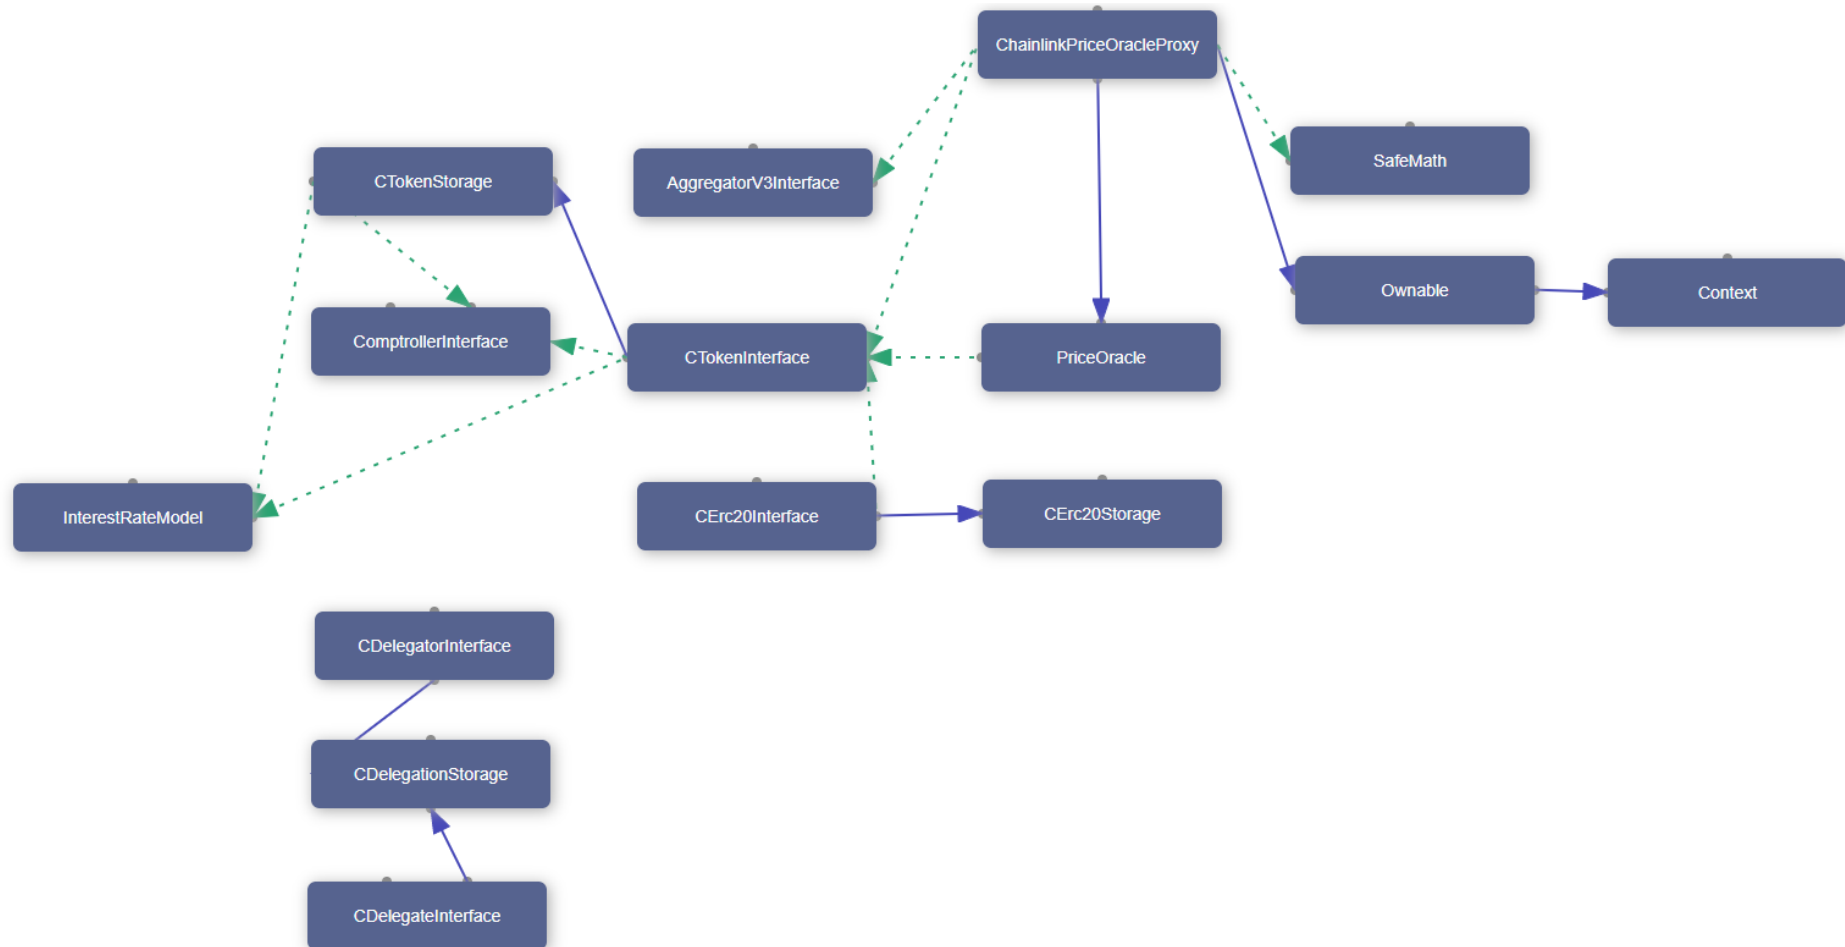 ChainlinkPriceOracleProxy
SafeMath
CTokenStorage
AggregatorV3Interface
Ownable
Context
ComptrollerInterface
CTokenInterface
PriceOracle
InterestRateModel
CErc20Interface
CErc20Storage
CDelegatorInterface
CDelegationStorage
CDelegateInterface